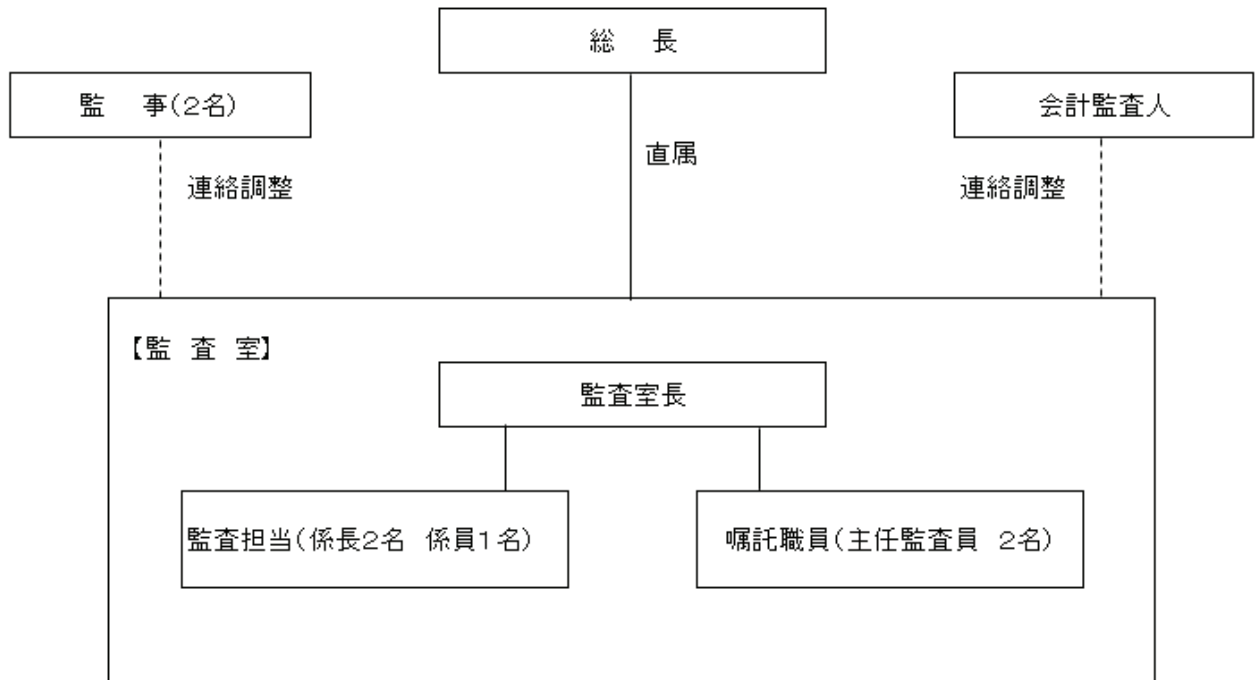 総　長
監　事（２名）
会計監査人
直属
連絡調整
連絡調整
【監　査　室】
監査室長
監査担当（係長２名　係員１名）
嘱託職員（主任監査員　２名）